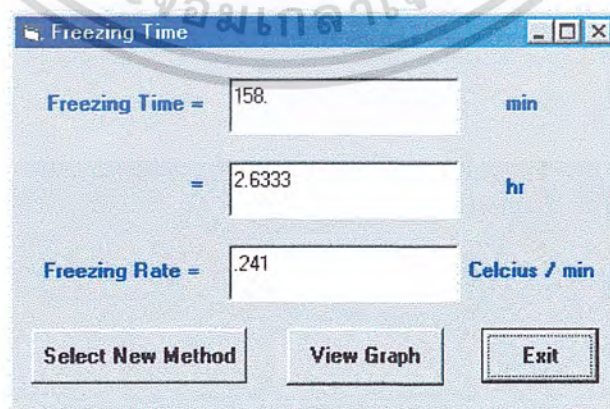 Freezing Time
Freezing Time = 158. min
= 2.6333 hr
Freezing Rate = .241 Celcius / min
Select New Method View Graph Exit